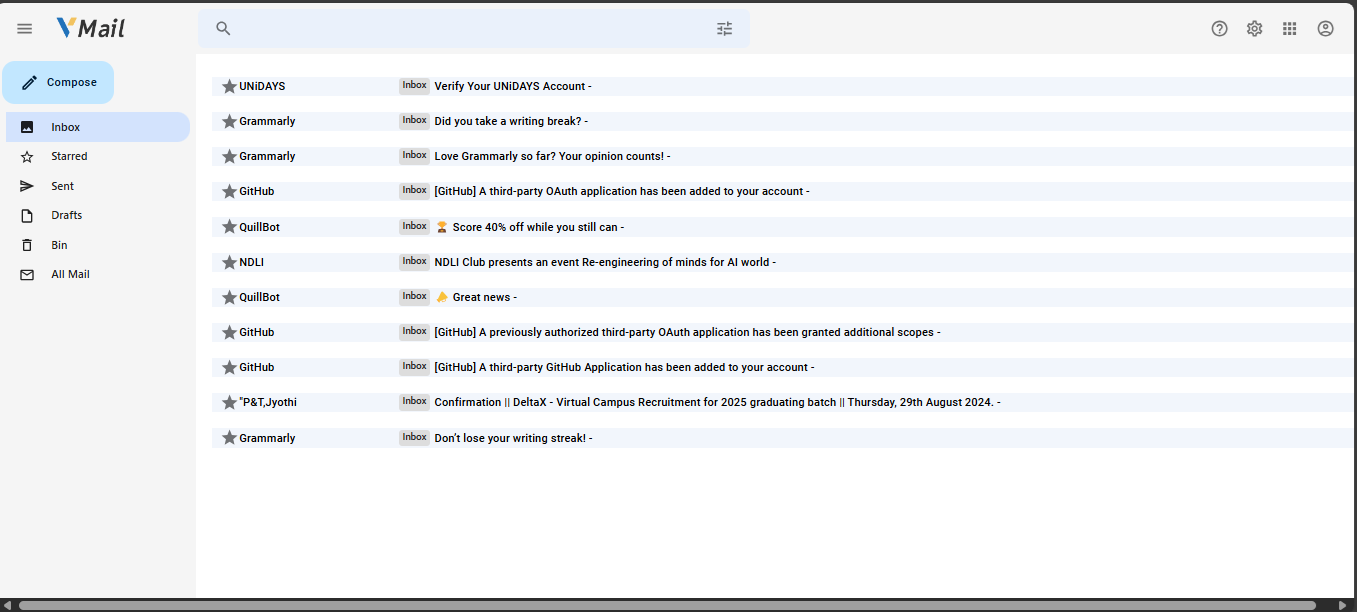 VMail
Compose
Inbox
Starred
Sent
Drafts
Bin
All Mail
UNiDAYS Inbox Verify Your UNiDAYS Account -
Grammarly Inbox Did you take a writing break? -
Grammarly Inbox Love Grammarly so far? Your opinion counts! -
GitHub Inbox [GitHub] A third-party OAuth application has been added to your account -
QuillBot Inbox 🏆 Score 40% off while you still can -
NDLI Inbox NDLI Club presents an event Re-engineering of minds for AI world -
QuillBot Inbox 📣 Great news -
GitHub Inbox [GitHub] A previously authorized third-party OAuth application has been granted additional scopes -
GitHub Inbox [GitHub] A third-party GitHub Application has been added to your account -
"P&T,Jyothi Inbox Confirmation || DeltaX - Virtual Campus Recruitment for 2025 graduating batch || Thursday, 29th August 2024. -
Grammarly Inbox Don’t lose your writing streak! -